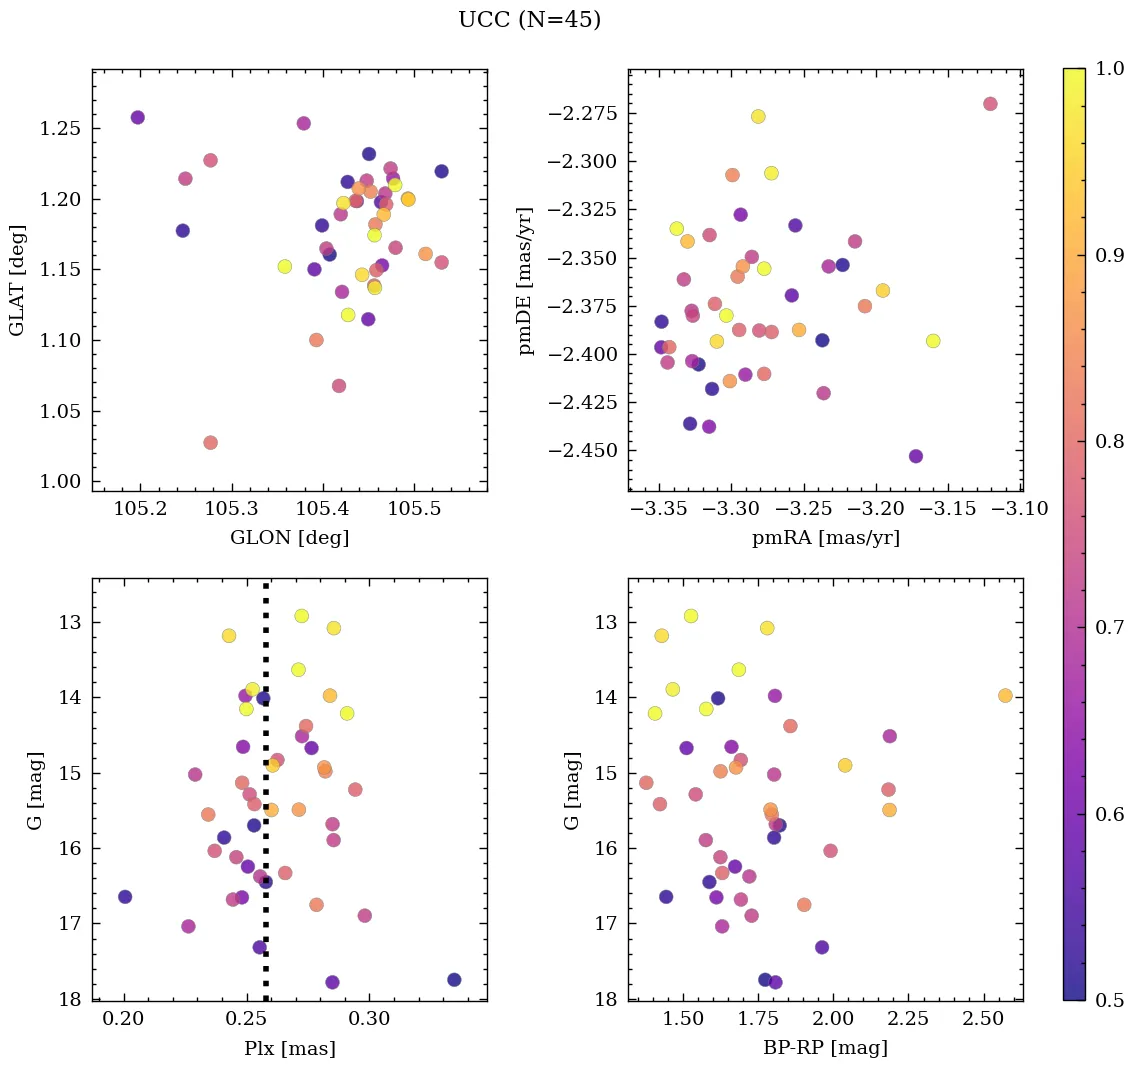 UCC (N=45)
1.25
1.20
1.15
1.10
1.05
1.00
GLAT [deg]
105.2 105.3 105.4 105.5
GLON [deg]
−2.275
−2.300
−2.325
−2.350
−2.375
−2.400
−2.425
−2.450
pmDE [mas/yr]
−3.35 −3.30 −3.25 −3.20 −3.15 −3.10
pmRA [mas/yr]
13
14
15
16
17
18
G [mag]
0.20 0.25 0.30
Plx [mas]
13
14
15
16
17
18
G [mag]
1.50 1.75 2.00 2.25 2.50
BP-RP [mag]
1.0
0.9
0.8
0.7
0.6
0.5